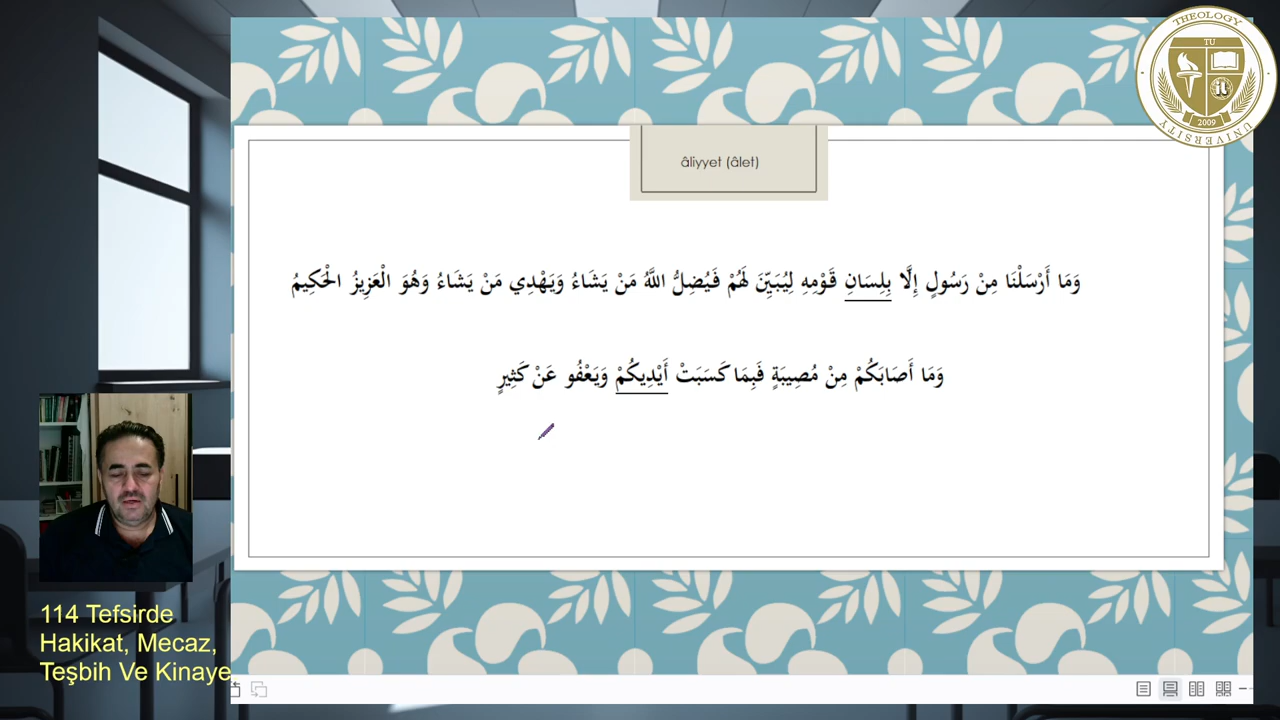 THEOLOGY
TU
2009
UNIVERSITY
âliyyet (âlet)
وَمَا أَرْسَلْنَا مِنْ رَسُولٍ إِلَّا بِلِسَانِ قَوْمِهِ لِيُبَيِّنَ لَهُمْ فَيُضِلُّ اللَّهُ مَنْ يَشَاءُ وَيَهْدِي مَنْ يَشَاءُ وَهُوَ الْعَزِيزُ الْحَكِيمُ
وَمَا أَصَابَكُمْ مِنْ مُصِيبَةٍ فَبِمَا كَسَبَتْ أَيْدِيكُمْ وَيَعْفُو عَنْ كَثِيرٍ
114 Tefsirde
Hakikat, Mecaz,
Teşbih Ve Kinaye